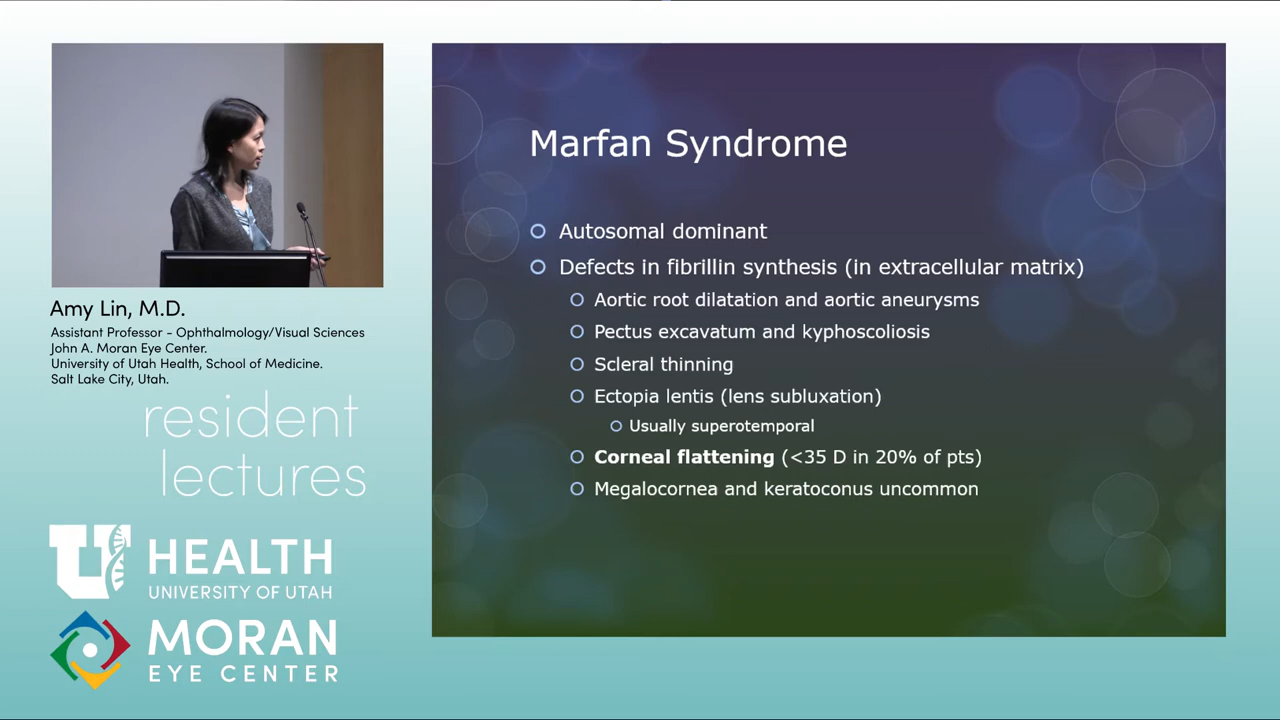 Marfan Syndrome
Autosomal dominant
Defects in fibrillin synthesis (in extracellular matrix)
Aortic root dilatation and aortic aneurysms
Pectus excavatum and kyphoscoliosis
Scleral thinning
Ectopia lentis (lens subluxation)
Usually superotemporal
Corneal flattening (<35 D in 20% of pts)
Megalocornea and keratoconus uncommon
Amy Lin, M.D.
Assistant Professor - Ophthalmology/Visual Sciences
John A. Moran Eye Center.
University of Utah Health, School of Medicine.
Salt Lake City, Utah.
resident
lectures
U HEALTH
UNIVERSITY OF UTAH
MORAN
EYE CENTER